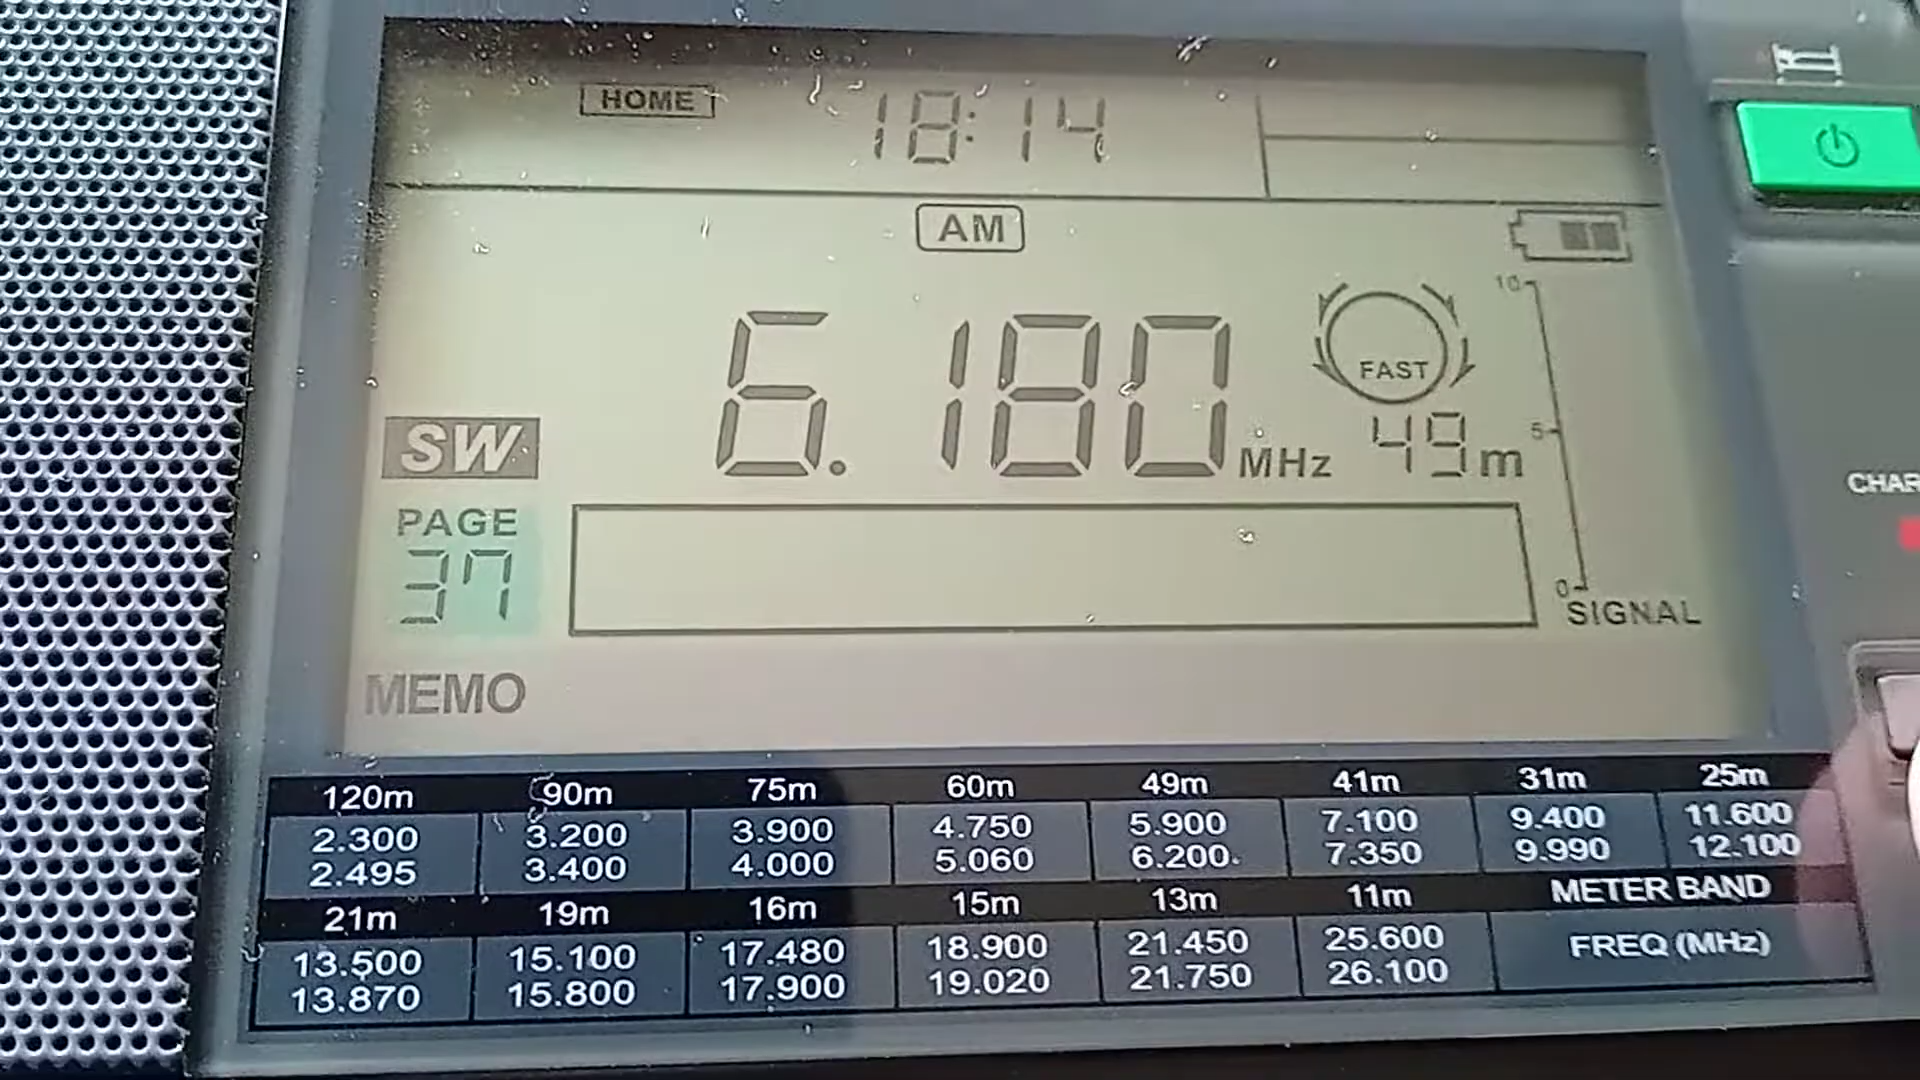 HOME 18:14
AM
10
FAST
6.180 MHz 49m
5
SW
PAGE
37
0
SIGNAL
MEMO
CHAR
120m 90m 75m 60m 49m 41m 31m 25m
2.300 3.200 3.900 4.750 5.900 7.100 9.400 11.600
2.495 3.400 4.000 5.060 6.200 7.350 9.990 12.100
21m 19m 16m 15m 13m 11m METER BAND
13.500 15.100 17.480 18.900 21.450 25.600 FREQ (MHz)
13.870 15.800 17.900 19.020 21.750 26.100